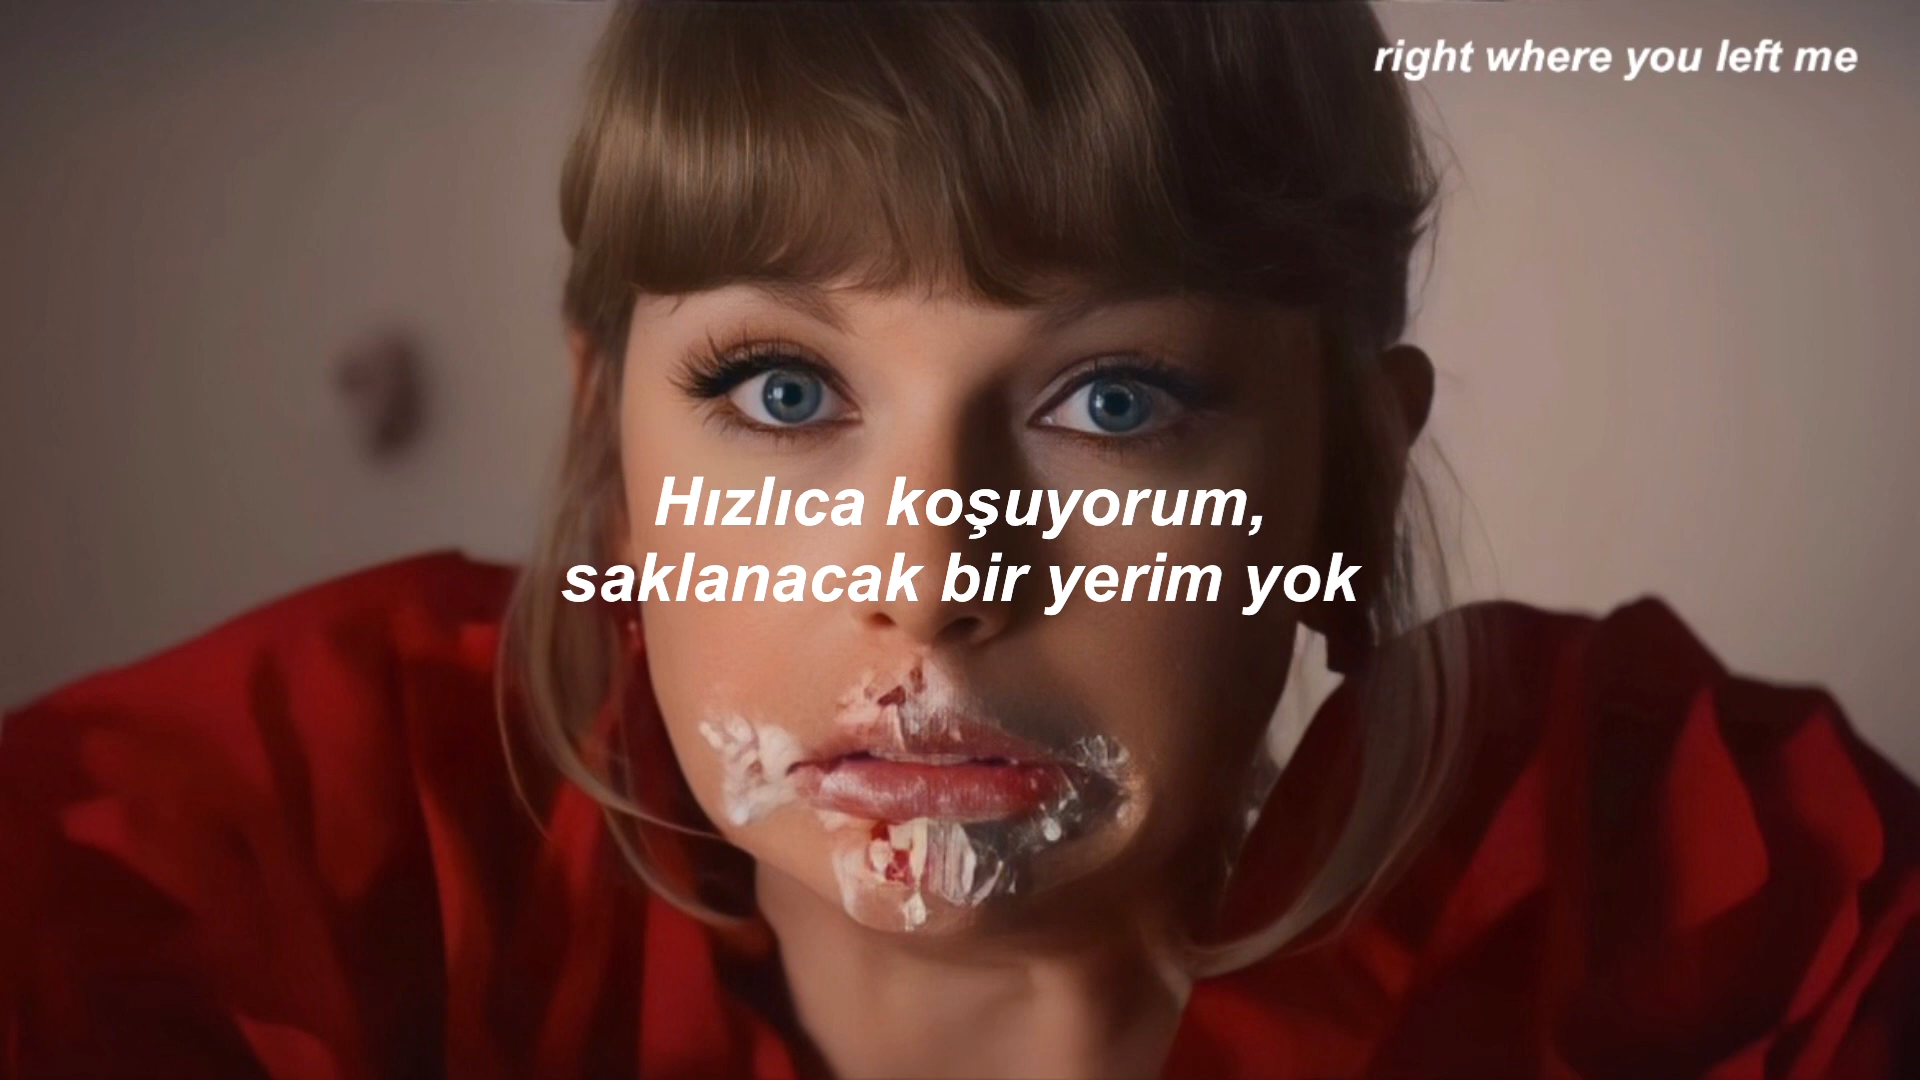 right where you left me
Hızlıca koşuyorum,
saklanacak bir yerim yok